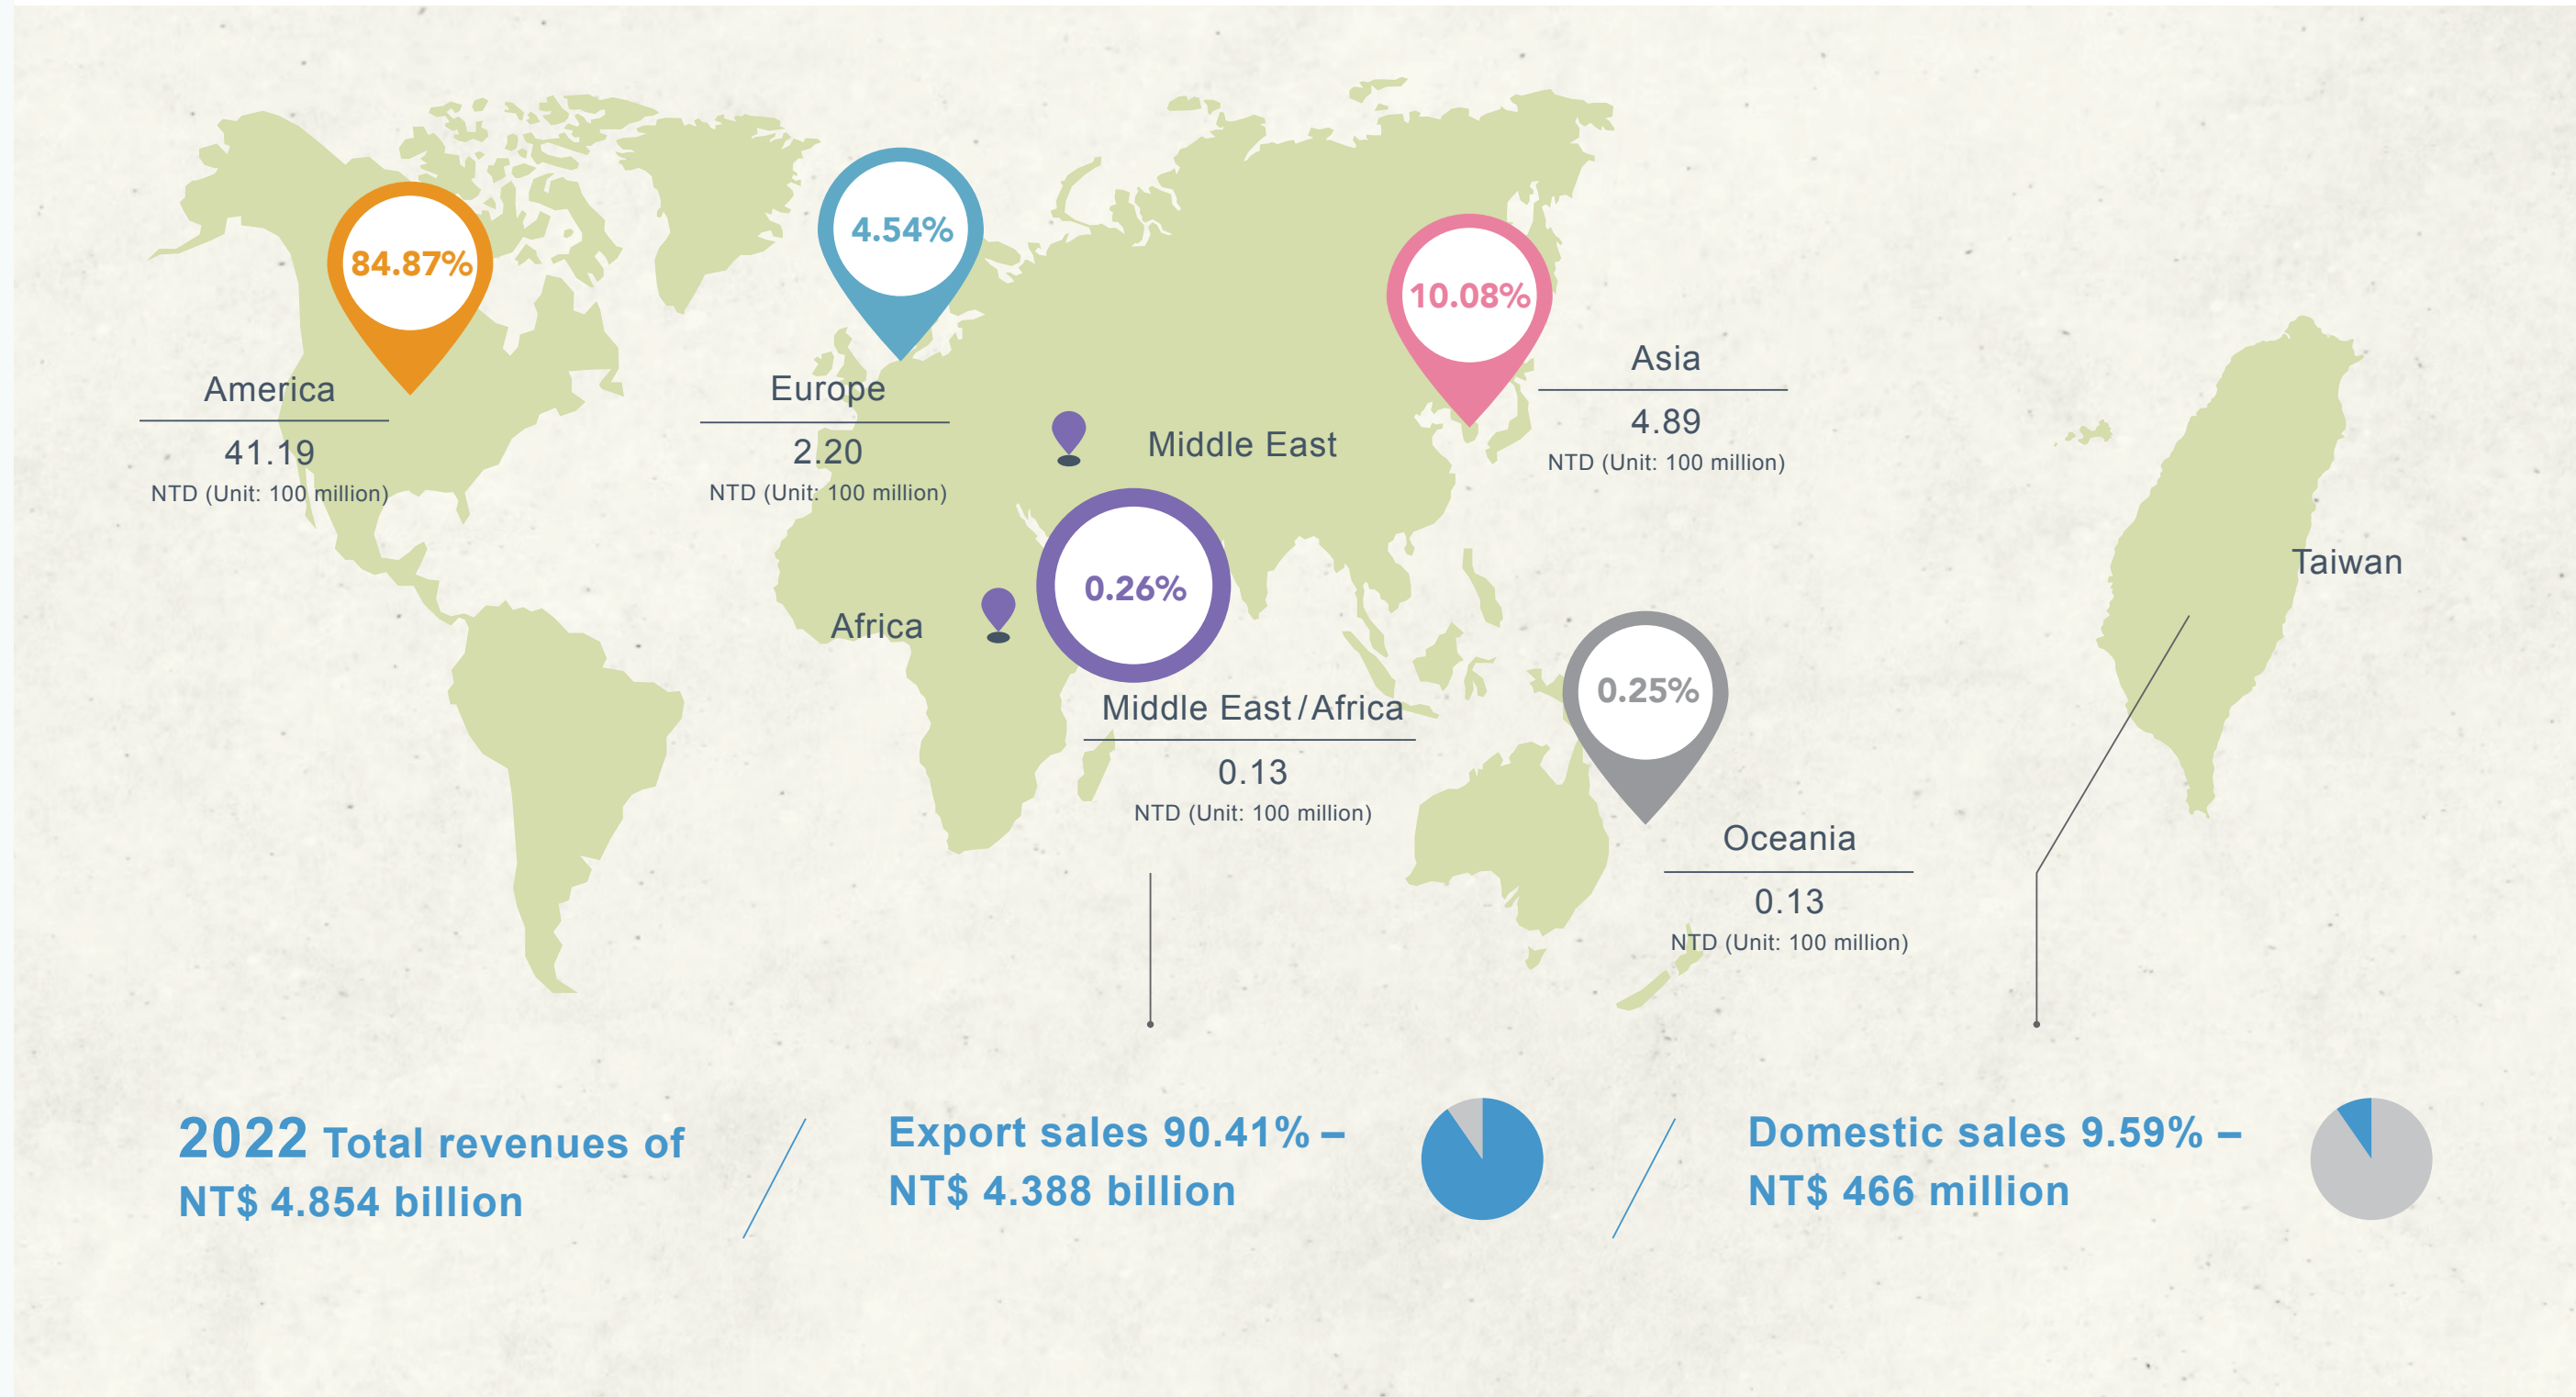 84.87%
America
41.19
NTD (Unit: 100 million)
4.54%
Europe
2.20
NTD (Unit: 100 million)
10.08%
Asia
4.89
NTD (Unit: 100 million)
Middle East
Africa
0.26%
Middle East/Africa
0.13
NTD (Unit: 100 million)
0.25%
Oceania
0.13
NTD (Unit: 100 million)
Taiwan
2022 Total revenues of
NT$ 4.854 billion
Export sales 90.41% –
NT$ 4.388 billion
Domestic sales 9.59% –
NT$ 466 million